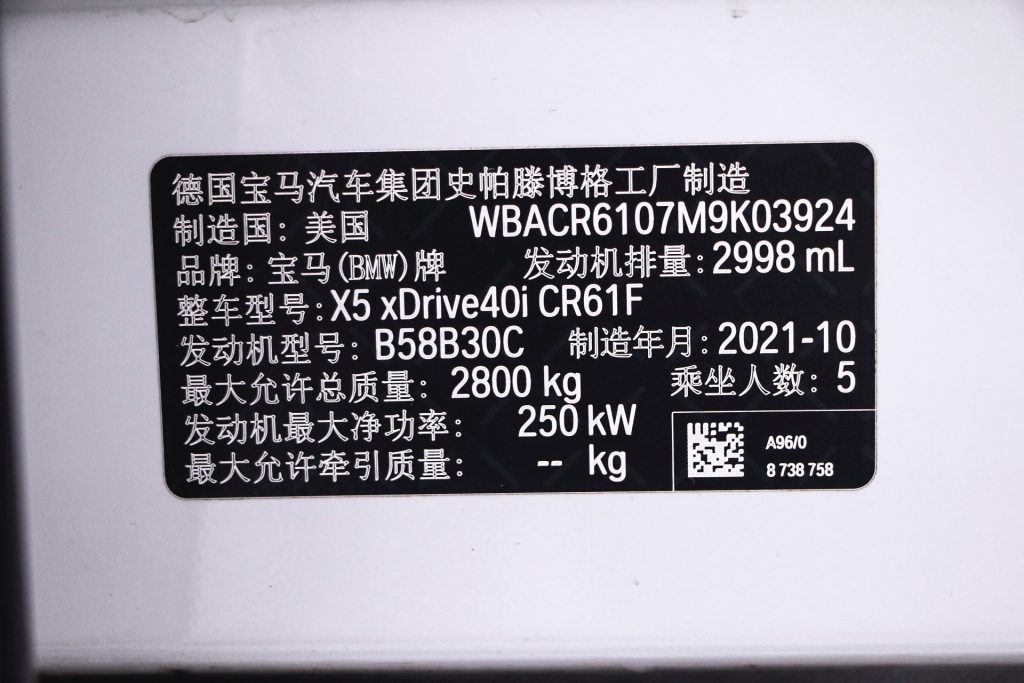 德国宝马汽车集团史帕滕博格工厂制造
制造国：美国 WBACR6107M9K03924
品牌：宝马(BMW)牌 发动机排量：2998 mL
整车型号：X5 xDrive40i CR61F
发动机型号：B58B30C 制造年月：2021-10
最大允许总质量：2800 kg 乘坐人数：5
发动机最大净功率：250 kW
最大允许牵引质量：-- kg
A96/0
8 738 758